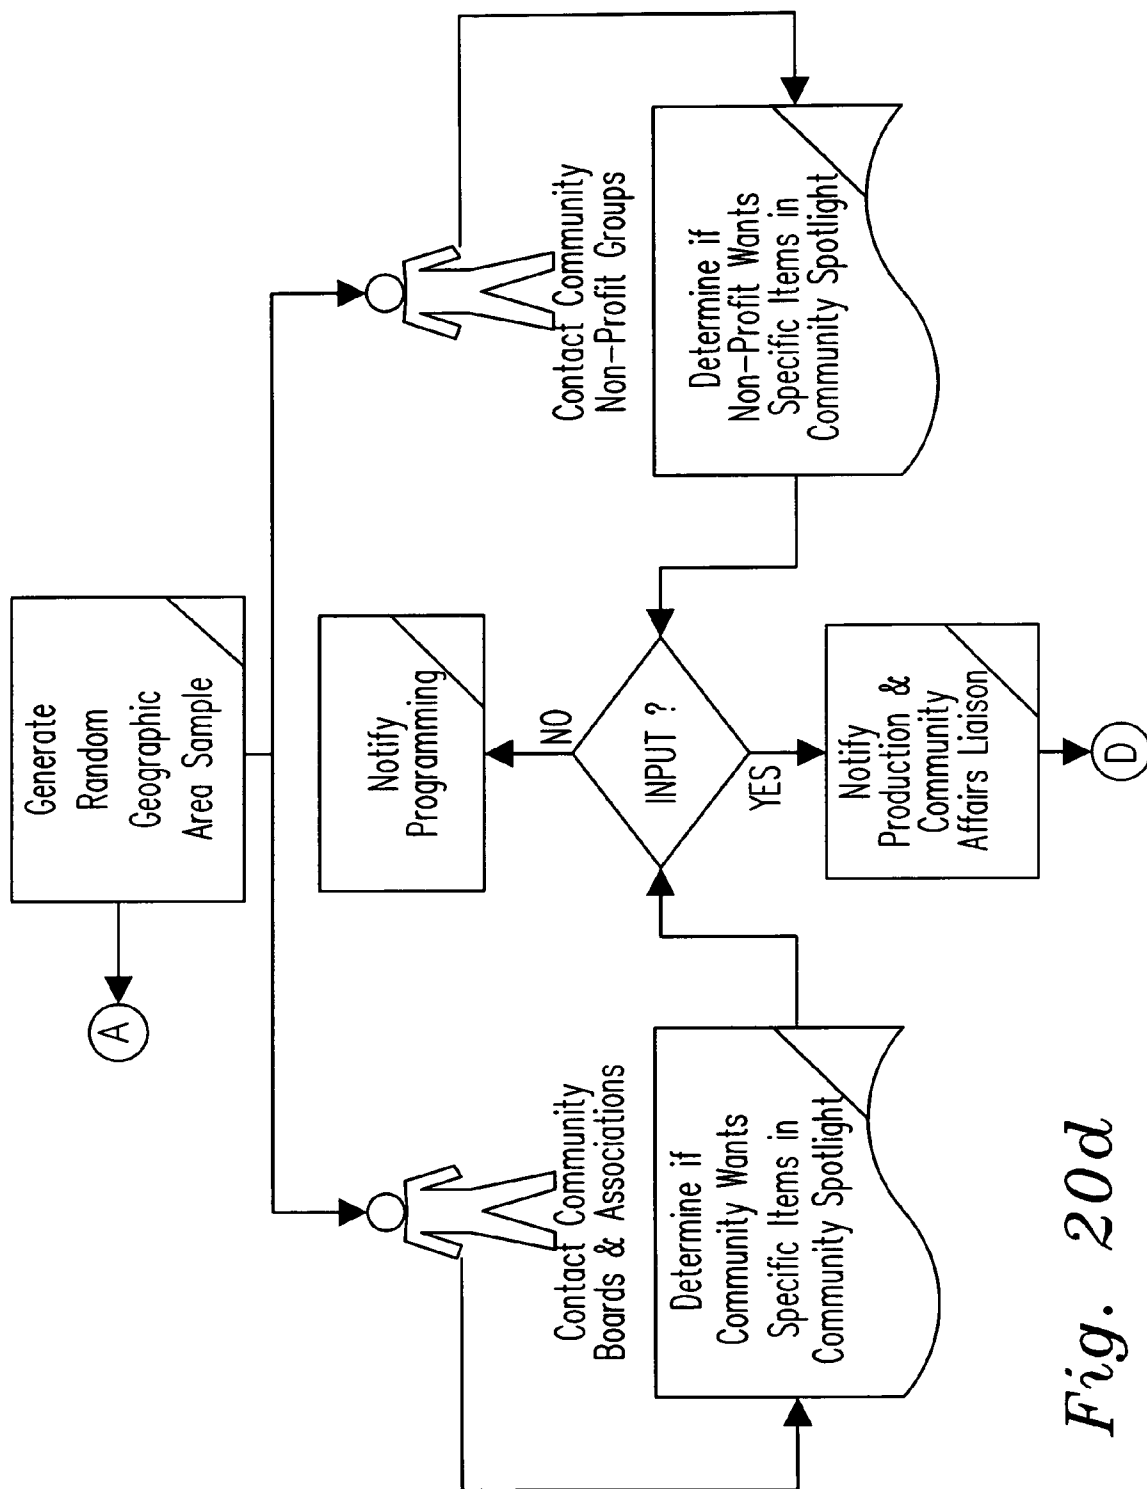 Generate
Random
Geographic
Area Sample
A
Contact Community
Boards & Associations
Contact Community
Non-Profit Groups
Notify
Programming
NO
Determine if
Community Wants
Specific Items in
Community Spotlight
INPUT ?
Determine if
Non-Profit Wants
Specific Items in
Community Spotlight
YES
Notify
Production &
Community
Affairs Liaison
D
Fig. 20d